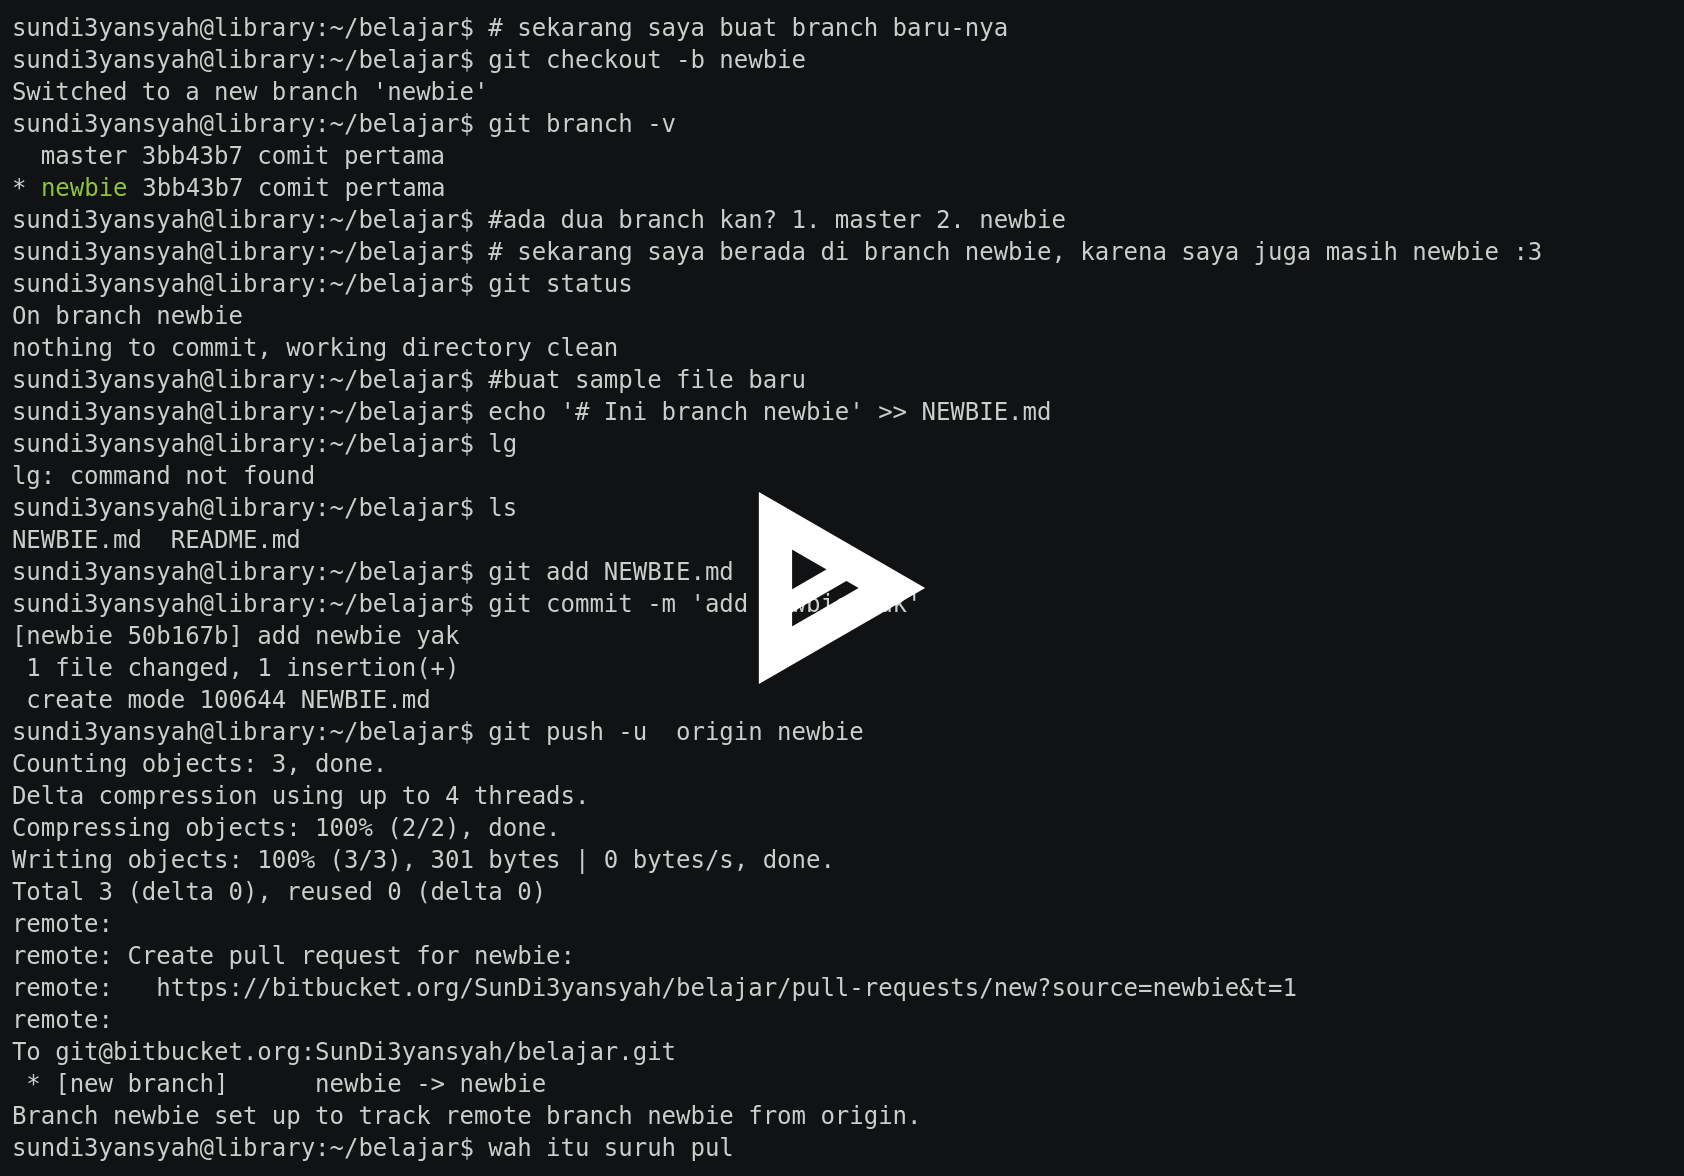 sundi3yansyah@library:~/belajar$ # sekarang saya buat branch baru-nya
sundi3yansyah@library:~/belajar$ git checkout -b newbie
Switched to a new branch 'newbie'
sundi3yansyah@library:~/belajar$ git branch -v
  master 3bb43b7 comit pertama
* newbie 3bb43b7 comit pertama
sundi3yansyah@library:~/belajar$ #ada dua branch kan? 1. master 2. newbie
sundi3yansyah@library:~/belajar$ # sekarang saya berada di branch newbie, karena saya juga masih newbie :3
sundi3yansyah@library:~/belajar$ git status
On branch newbie
nothing to commit, working directory clean
sundi3yansyah@library:~/belajar$ #buat sample file baru
sundi3yansyah@library:~/belajar$ echo '# Ini branch newbie' >> NEWBIE.md
sundi3yansyah@library:~/belajar$ lg
lg: command not found
sundi3yansyah@library:~/belajar$ ls
NEWBIE.md  README.md
sundi3yansyah@library:~/belajar$ git add NEWBIE.md
sundi3yansyah@library:~/belajar$ git commit -m 'add
[newbie 50b167b] add newbie yak
 1 file changed, 1 insertion(+)
 create mode 100644 NEWBIE.md
sundi3yansyah@library:~/belajar$ git push -u  origin newbie
Counting objects: 3, done.
Delta compression using up to 4 threads.
Compressing objects: 100% (2/2), done.
Writing objects: 100% (3/3), 301 bytes | 0 bytes/s, done.
Total 3 (delta 0), reused 0 (delta 0)
remote:
remote: Create pull request for newbie:
remote:   https://bitbucket.org/SunDi3yansyah/belajar/pull-requests/new?source=newbie&t=1
remote:
To git@bitbucket.org:SunDi3yansyah/belajar.git
 * [new branch]      newbie -> newbie
Branch newbie set up to track remote branch newbie from origin.
sundi3yansyah@library:~/belajar$ wah itu suruh pul